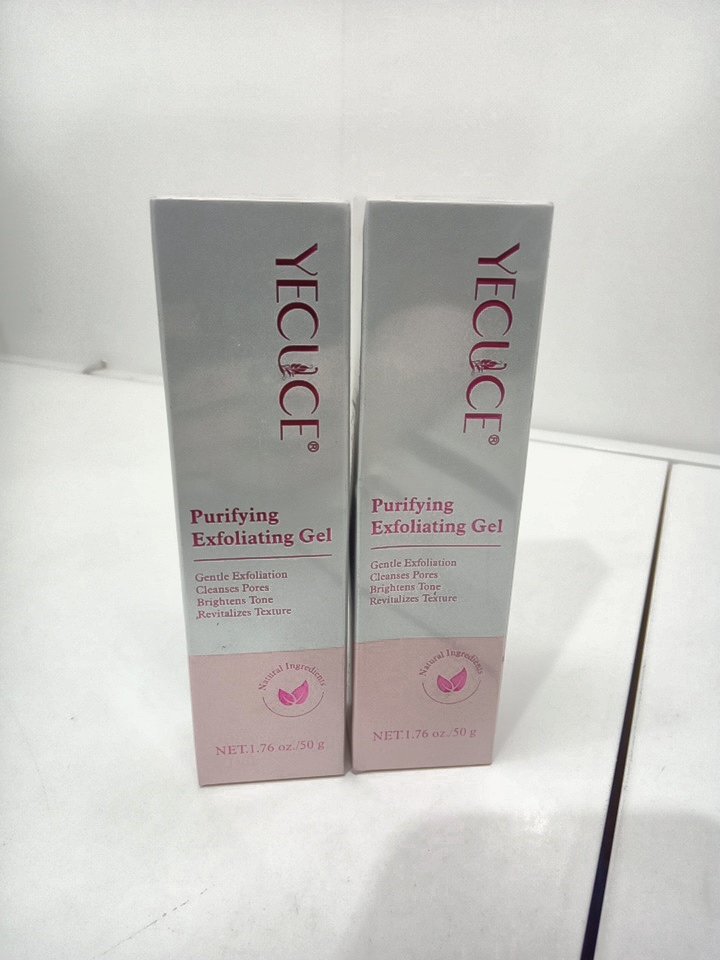 YECUCE®
Purifying
Exfoliating Gel
Gentle Exfoliation
Cleanses Pores
Brightens Tone
Revitalizes Texture
Natural Ingredients
NET.1.76 oz./50 g
YECUCE®
Purifying
Exfoliating Gel
Gentle Exfoliation
Cleanses Pores
Brightens Tone
Revitalizes Texture
Natural Ingredients
NET.1.76 oz./50 g